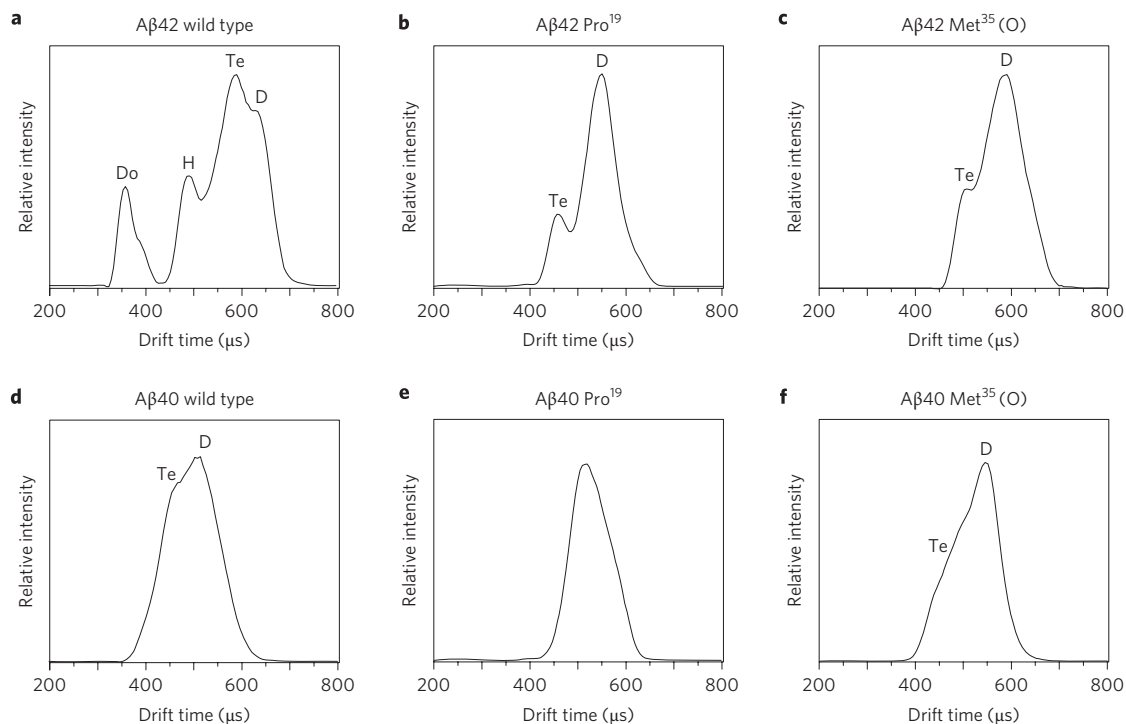 a Aβ42 wild type
Te
D
H
Do
Relative intensity
200 400 600 800
Drift time (μs)
b Aβ42 Pro19
D
Te
Relative intensity
200 400 600 800
Drift time (μs)
c Aβ42 Met35 (O)
D
Te
Relative intensity
200 400 600 800
Drift time (μs)
d Aβ40 wild type
D
Te
Relative intensity
200 400 600 800
Drift time (μs)
e Aβ40 Pro19
Relative intensity
200 400 600 800
Drift time (μs)
f Aβ40 Met35 (O)
D
Te
Relative intensity
200 400 600 800
Drift time (μs)